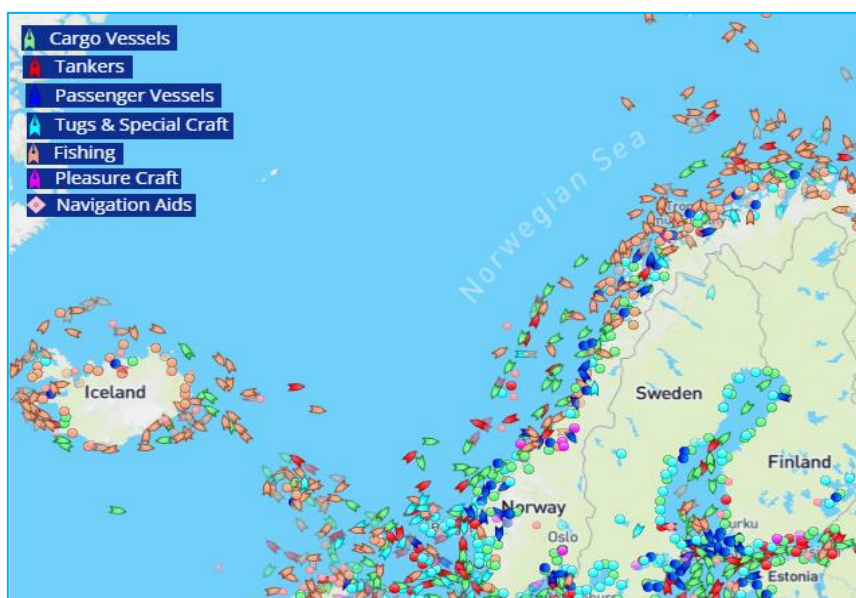 Cargo Vessels
Tankers
Passenger Vessels
Tugs & Special Craft
Fishing
Pleasure Craft
Navigation Aids
Norwegian Sea
Iceland
Sweden
Finland
Norway
Oslo
Estonia